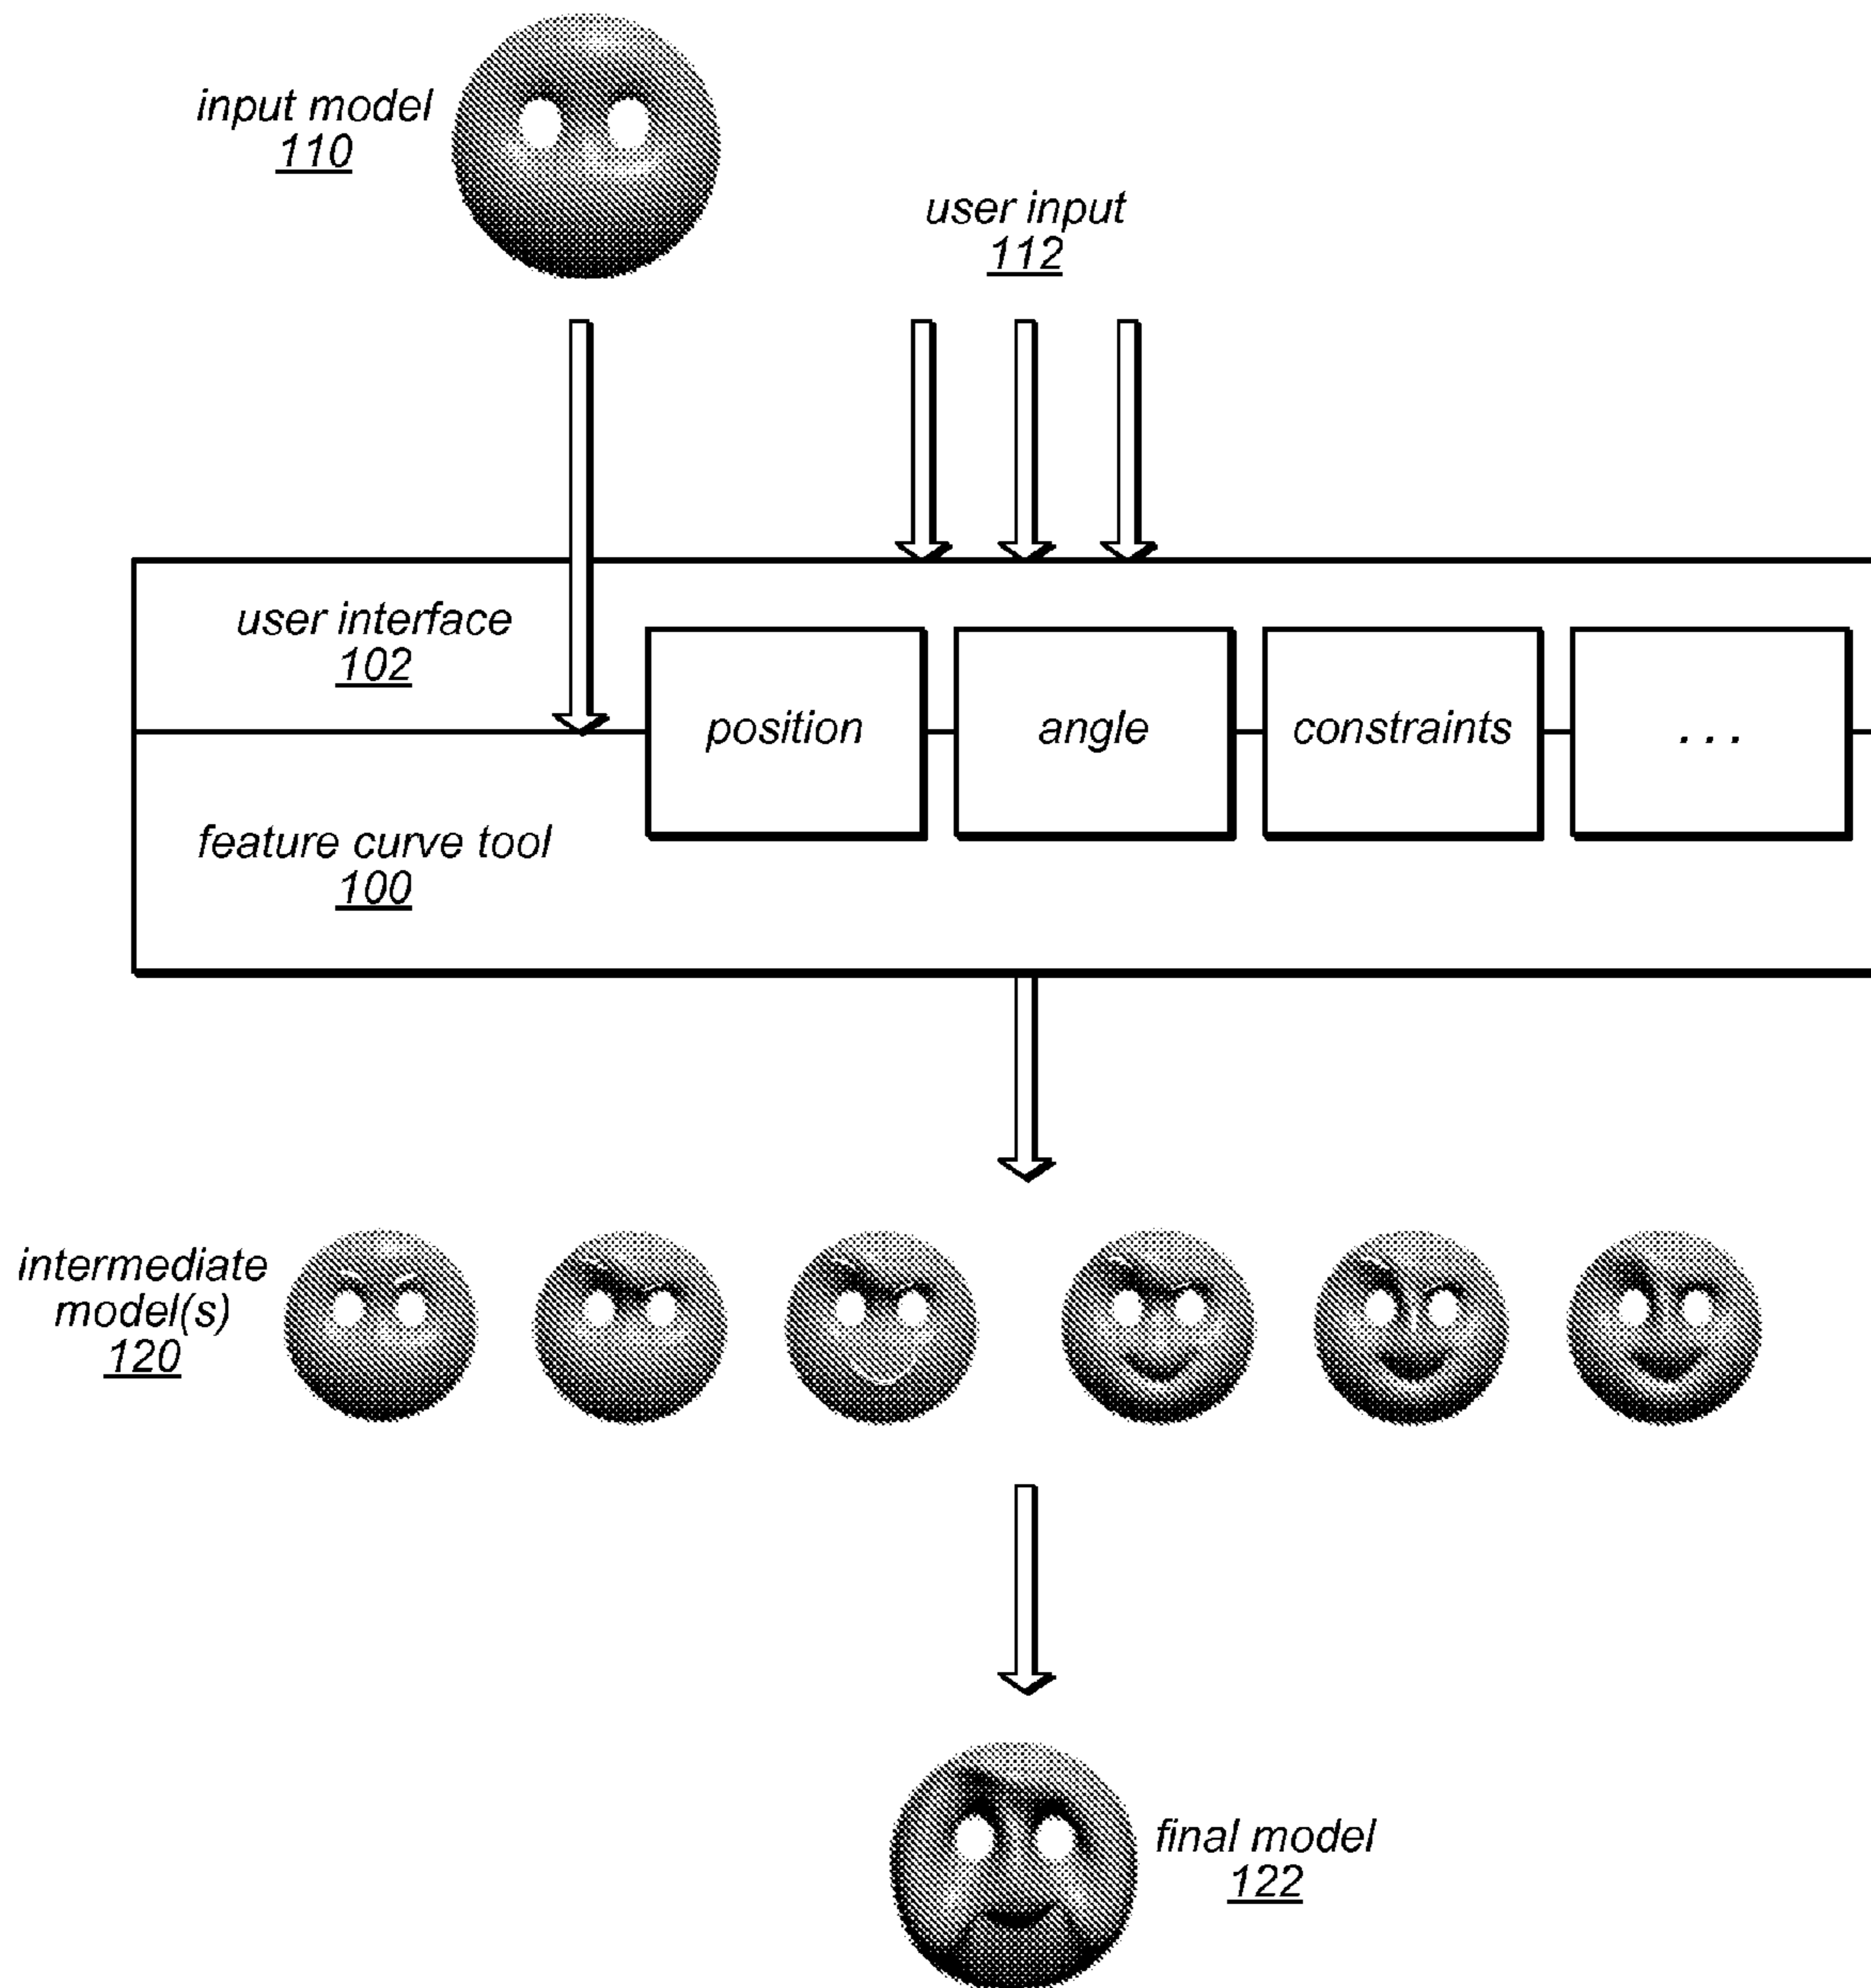 input model
110
user input
112
user interface
102
position
angle
constraints
. . .
feature curve tool
100
intermediate
model(s)
120
final model
122